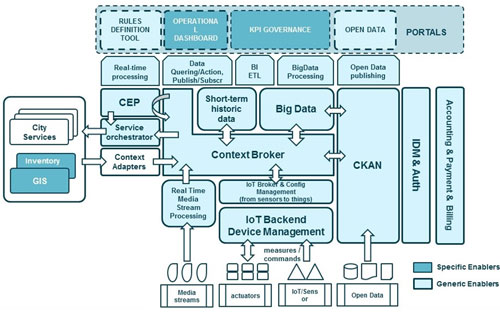 RULES
DEFINITION
TOOL
OPERATIONA
L
DASHBOARD
KPI GOVERNANCE
OPEN DATA
PORTALS
Real-time
processing
Data
Quering/Action,
Publish/Subscr
BI
ETL
BigData
Processing
Open Data
publishing
CEP
Short-term
historic
data
Big Data
City
Services
Service
orchestrator
Context
Adapters
Context Broker
CKAN
IDM & Auth
Accounting & Payment & Billing
Inventory
GIS
Real Time
Media
Stream
Processing
IoT Broker & Config
Management
(from sensors to things)
IoT Backend
Device Management
measures /
commands
Media
streams
actuators
IoT/Sens
or
Open Data
Specific Enablers
Generic Enablers